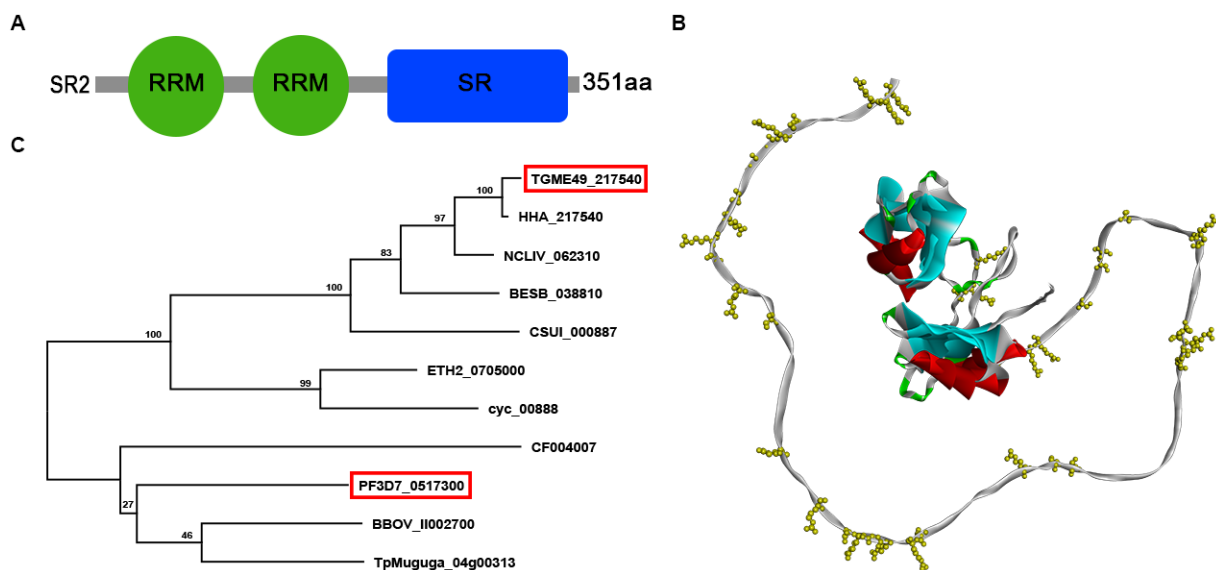 A
SR2 RRM RRM SR 351aa
B
C
TGME49_217540
100
HHA_217540
97
NCLIV_062310
83
BESB_038810
100
CSUI_000887
100
ETH2_0705000
99
cyc_00888
CF004007
PF3D7_0517300
27
BBOV_II002700
46
TpMuguga_04g00313